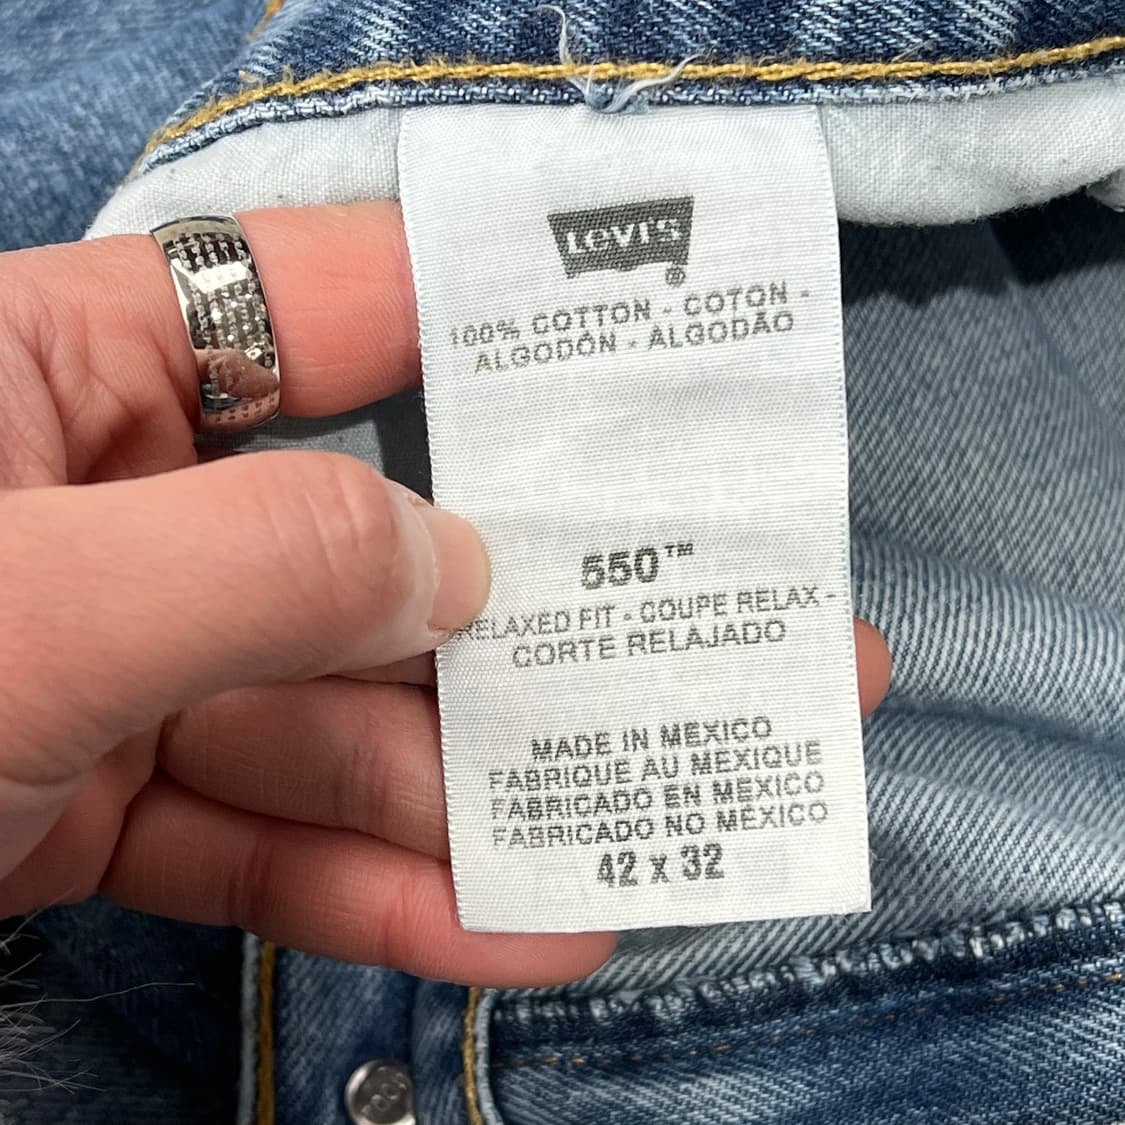 LEVI'S
®
100% COTTON - COTON -
ALGODÓN - ALGODÃO
550™
RELAXED FIT - COUPE RELAX -
CORTE RELAJADO
MADE IN MEXICO
FABRIQUE AU MEXIQUE
FABRICADO EN MEXICO
FABRICADO NO MÉXICO
42 x 32